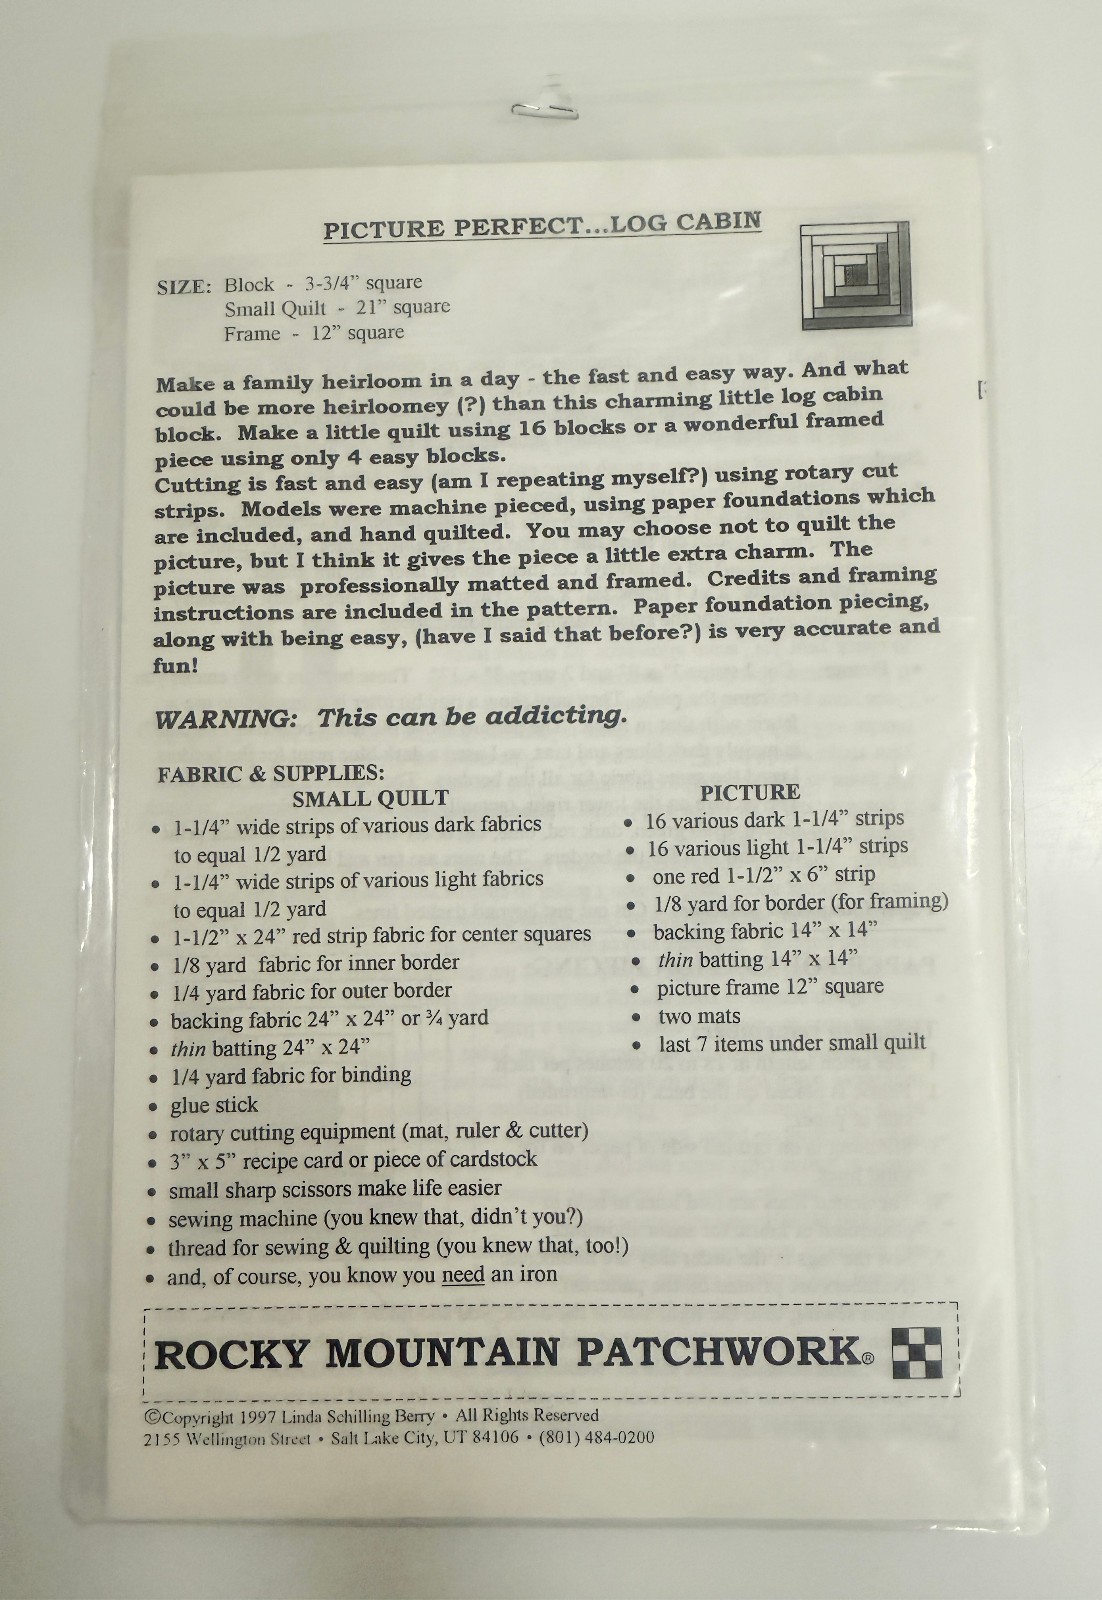 PICTURE PERFECT...LOG CABIN
SIZE: Block - 3-3/4” square
Small Quilt - 21” square
Frame - 12” square
Make a family heirloom in a day - the fast and easy way. And what
could be more heirloomey (?) than this charming little log cabin
block. Make a little quilt using 16 blocks or a wonderful framed
piece using only 4 easy blocks.
Cutting is fast and easy (am I repeating myself?) using rotary cut
strips. Models were machine pieced, using paper foundations which
are included, and hand quilted. You may choose not to quilt the
picture, but I think it gives the piece a little extra charm. The
picture was professionally matted and framed. Credits and framing
instructions are included in the pattern. Paper foundation piecing,
along with being easy, (have I said that before?) is very accurate and
fun!
WARNING: This can be addicting.
FABRIC & SUPPLIES:
SMALL QUILT
• 1-1/4” wide strips of various dark fabrics
to equal 1/2 yard
• 1-1/4” wide strips of various light fabrics
to equal 1/2 yard
• 1-1/2” x 24” red strip fabric for center squares
• 1/8 yard fabric for inner border
• 1/4 yard fabric for outer border
• backing fabric 24” x 24” or ¾ yard
• thin batting 24” x 24”
• 1/4 yard fabric for binding
• glue stick
• rotary cutting equipment (mat, ruler & cutter)
• 3” x 5” recipe card or piece of cardstock
• small sharp scissors make life easier
• sewing machine (you knew that, didn’t you?)
• thread for sewing & quilting (you knew that, too!)
• and, of course, you know you need an iron
PICTURE
• 16 various dark 1-1/4” strips
• 16 various light 1-1/4” strips
• one red 1-1/2” x 6” strip
• 1/8 yard for border (for framing)
• backing fabric 14” x 14”
• thin batting 14” x 14”
• picture frame 12” square
• two mats
• last 7 items under small quilt
ROCKY MOUNTAIN PATCHWORK®
©Copyright 1997 Linda Schilling Berry • All Rights Reserved
2155 Wellington Street • Salt Lake City, UT 84106 • (801) 484-0200